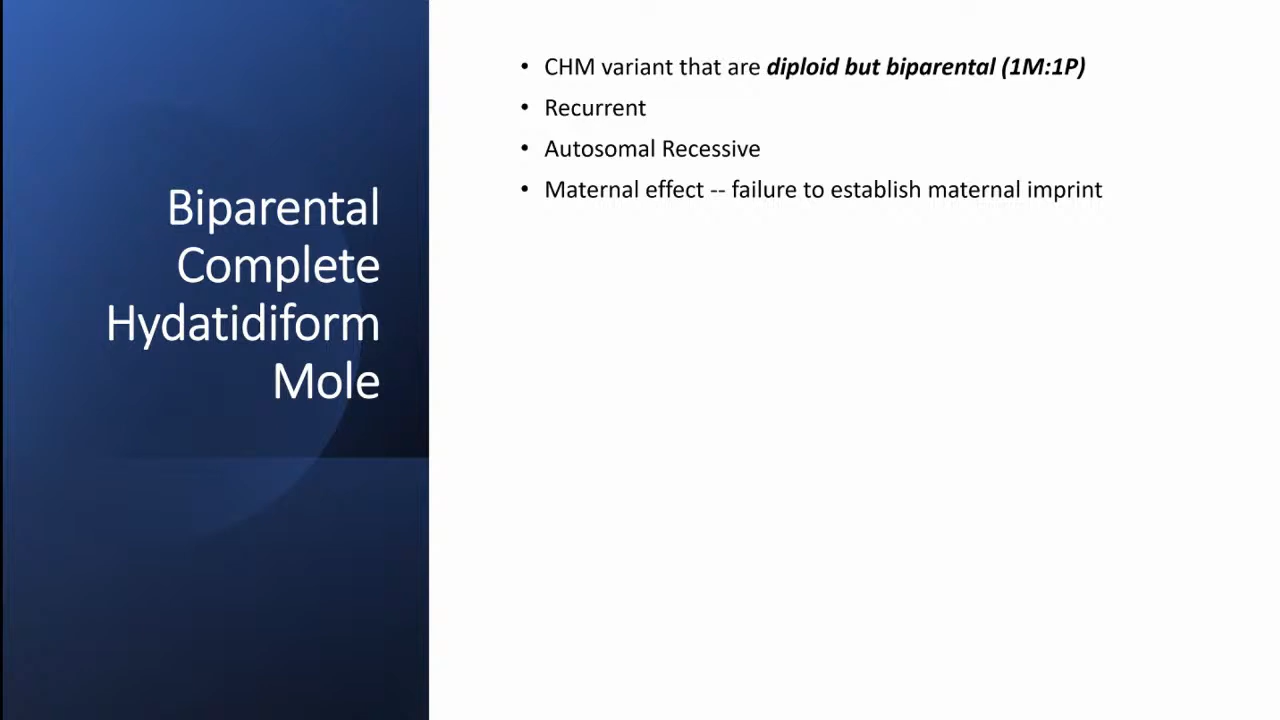 Biparental
Complete
Hydatidiform
Mole
• CHM variant that are diploid but biparental (1M:1P)
• Recurrent
• Autosomal Recessive
• Maternal effect -- failure to establish maternal imprint